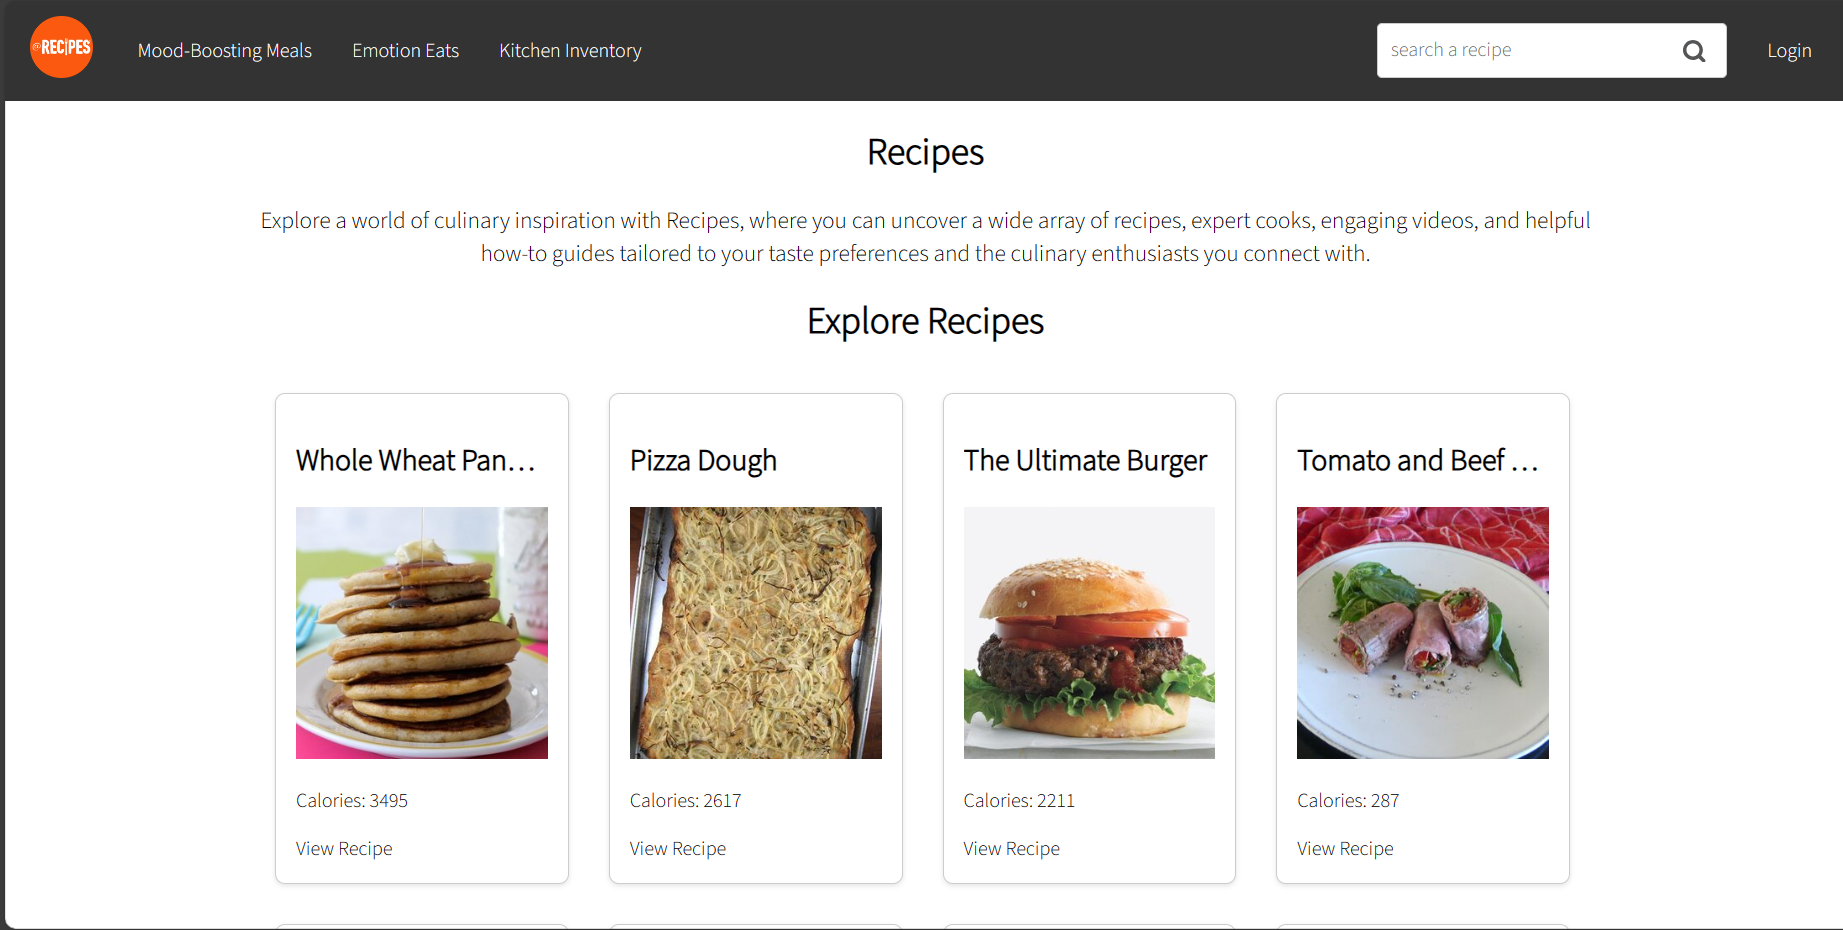 @RECIPES
Mood-Boosting Meals
Emotion Eats
Kitchen Inventory
search a recipe
Login
Recipes
Explore a world of culinary inspiration with Recipes, where you can uncover a wide array of recipes, expert cooks, engaging videos, and helpful
how-to guides tailored to your taste preferences and the culinary enthusiasts you connect with.
Explore Recipes
Whole Wheat Pan...
Calories: 3495
View Recipe
Pizza Dough
Calories: 2617
View Recipe
The Ultimate Burger
Calories: 2211
View Recipe
Tomato and Beef ...
Calories: 287
View Recipe